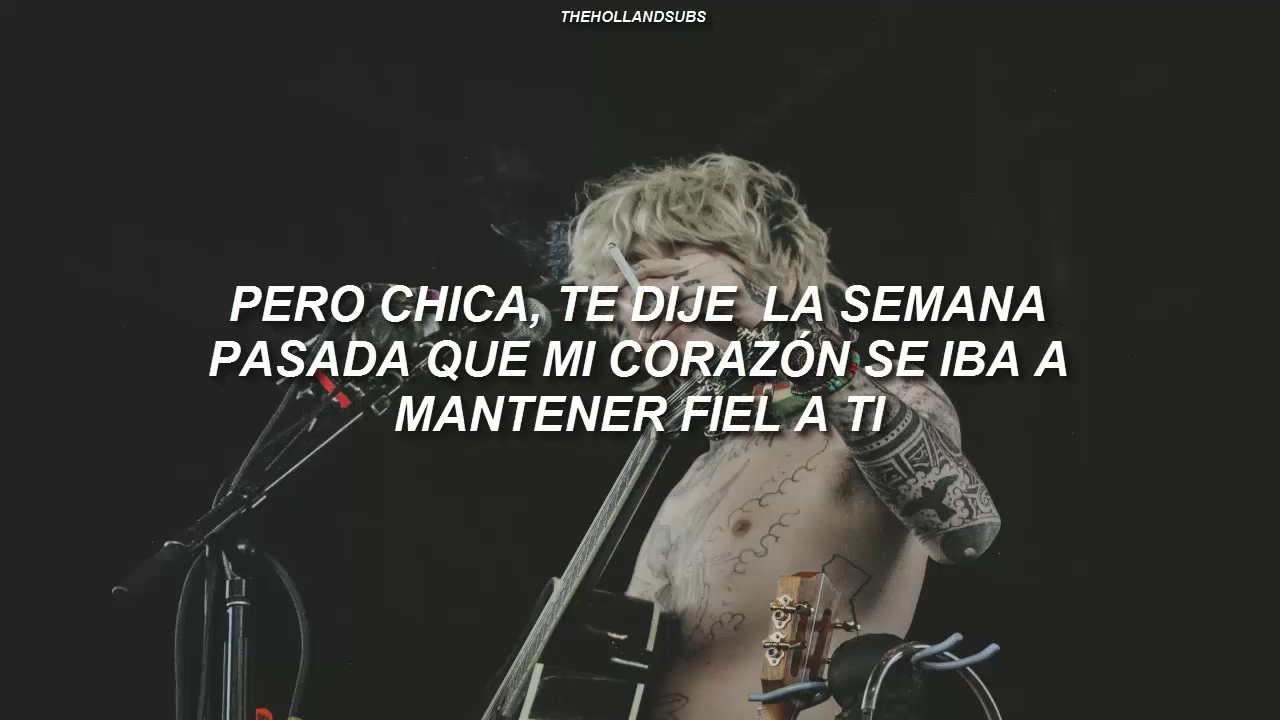 THEHOLLANDSUBS
PERO CHICA, TE DIJE  LA SEMANA
PASADA QUE MI CORAZÓN SE IBA A
MANTENER FIEL A TI